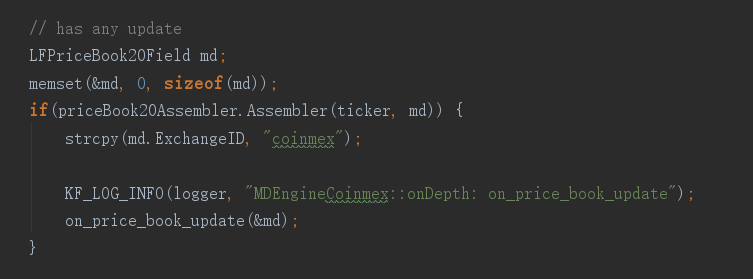 // has any update
LFPriceBook20Field md;
memset(&md, 0, sizeof(md));
if(priceBook20Assembler.Assembler(ticker, md)) {
strcpy(md.ExchangeID, "coinmex");
KF_LOG_INFO(logger, "MDEngineCoinmex::onDepth: on_price_book_update");
on_price_book_update(&md);
}